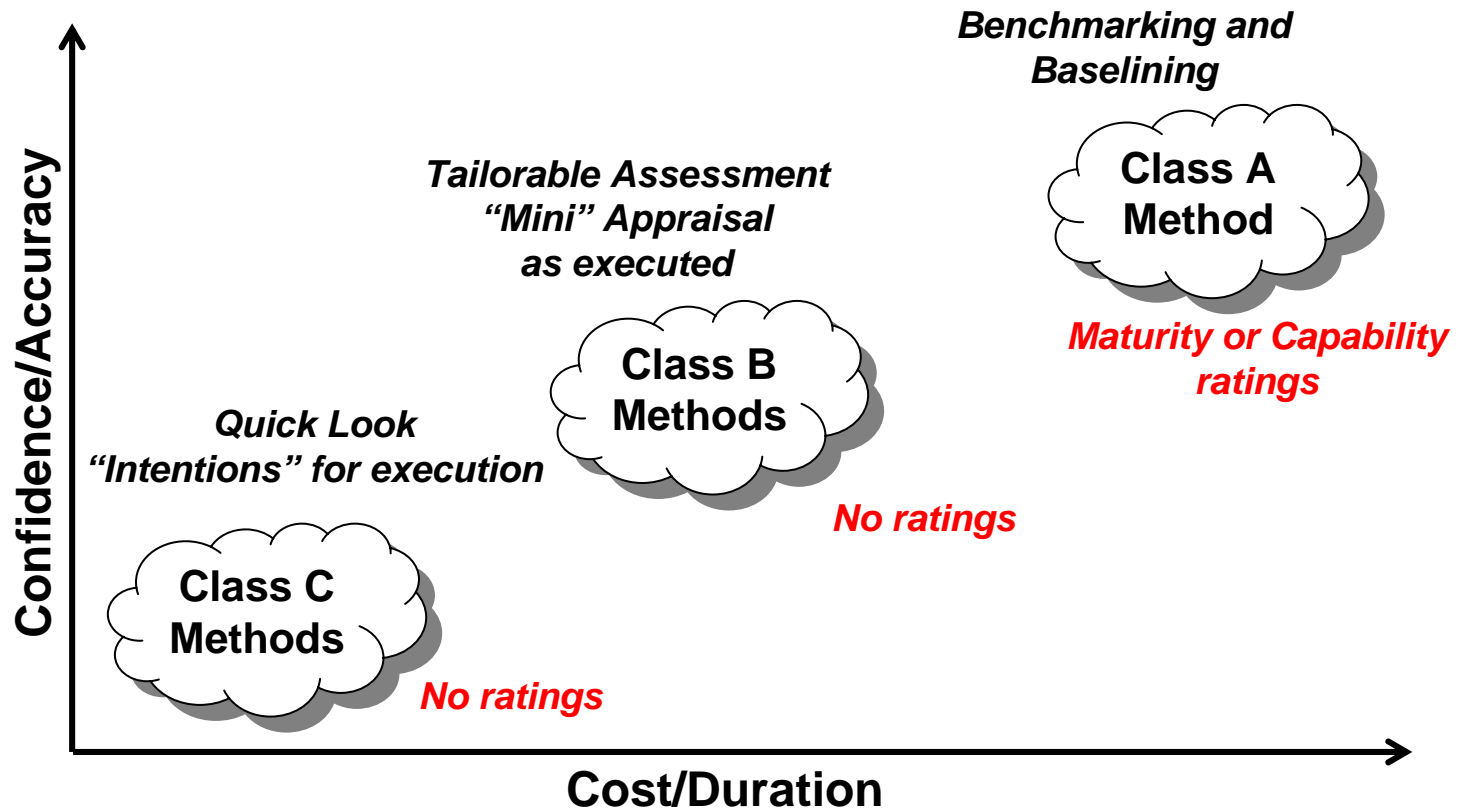 Benchmarking and
Baselining
Class A
Method
Maturity or Capability
ratings
Tailorable Assessment
“Mini” Appraisal
as executed
Class B
Methods
No ratings
Quick Look
“Intentions” for execution
Class C
Methods
No ratings
Confidence/Accuracy
Cost/Duration